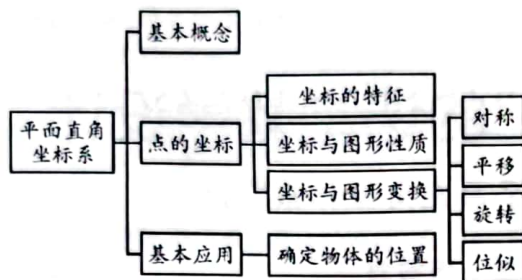 平面直角
坐标系
基本概念
点的坐标
坐标的特征
坐标与图形性质
坐标与图形变换
对称
平移
旋转
位似
基本应用
确定物体的位置